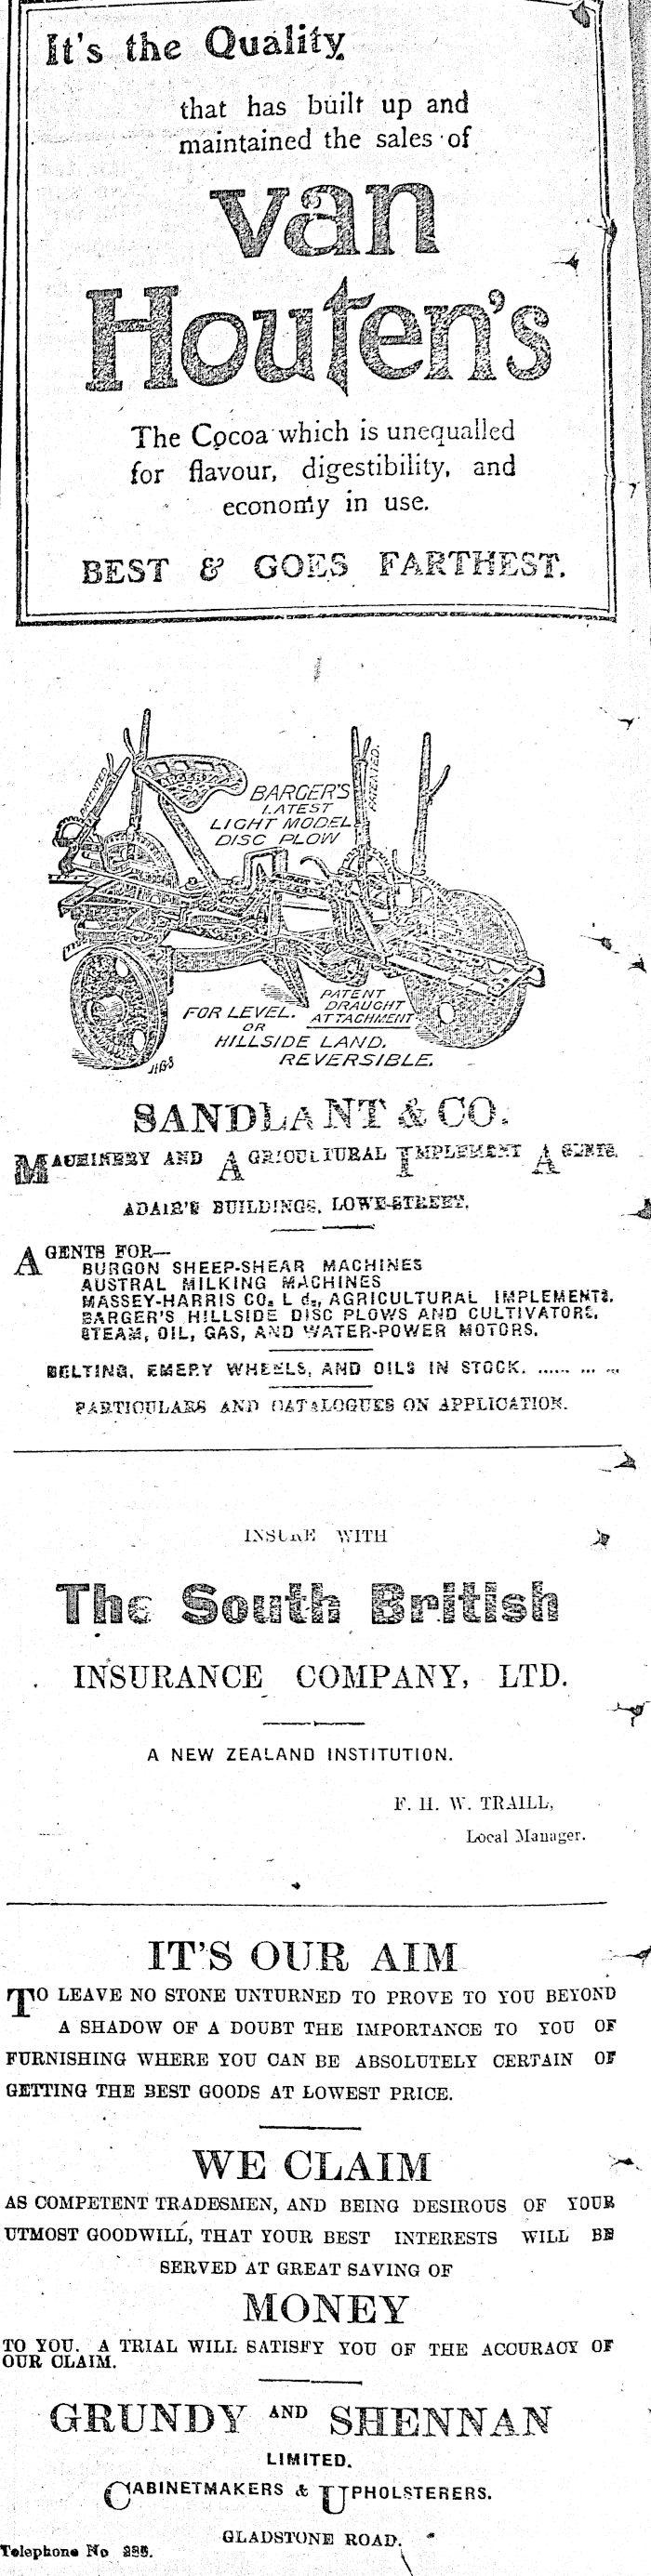 It's the Quality
that has built up and
maintained the sales of
van
Houten's
The Cocoa which is unequalled
for flavour, digestibility, and
economy in use.
BEST & GOES FARTHEST.
PATENTED
PATENTED.
BARGER'S
LATEST
LIGHT MODEL
DISC PLOW
PATENT
DRAUGHT
ATTACHMENT
FOR LEVEL.
OR
HILLSIDE LAND.
REVERSIBLE.
SANDLANT & CO.
MACHINERY AND AGRICULTURAL IMPLEMENT AGENTS.
ADAIR'S BUILDINGS, LOWE-STREET.
AGENTS FOR—
BURGON SHEEP-SHEAR MACHINES
AUSTRAL MILKING MACHINES
MASSEY-HARRIS CO. L d., AGRICULTURAL IMPLEMENTS.
BARGER'S HILLSIDE DISC PLOWS AND CULTIVATORS.
STEAM, OIL, GAS, AND WATER-POWER MOTORS.
BELTING, EMERY WHEELS, AND OILS IN STOCK. ...... ... ...
PARTICULARS AND CATALOGUES ON APPLICATION.
INSURE WITH
The South British
INSURANCE COMPANY, LTD.
A NEW ZEALAND INSTITUTION.
F. H. W. TRAILL,
Local Manager.
IT'S OUR AIM
TO LEAVE NO STONE UNTURNED TO PROVE TO YOU BEYOND
A SHADOW OF A DOUBT THE IMPORTANCE TO YOU OF
FURNISHING WHERE YOU CAN BE ABSOLUTELY CERTAIN OF
GETTING THE BEST GOODS AT LOWEST PRICE.
WE CLAIM
AS COMPETENT TRADESMEN, AND BEING DESIROUS OF YOUR
UTMOST GOODWILL, THAT YOUR BEST INTERESTS WILL BE
SERVED AT GREAT SAVING OF
MONEY
TO YOU. A TRIAL WILL SATISFY YOU OF THE ACCURACY OF
OUR CLAIM.
GRUNDY AND SHENNAN
LIMITED.
CABINETMAKERS & UPHOLSTERERS.
GLADSTONE ROAD.
Telephone No